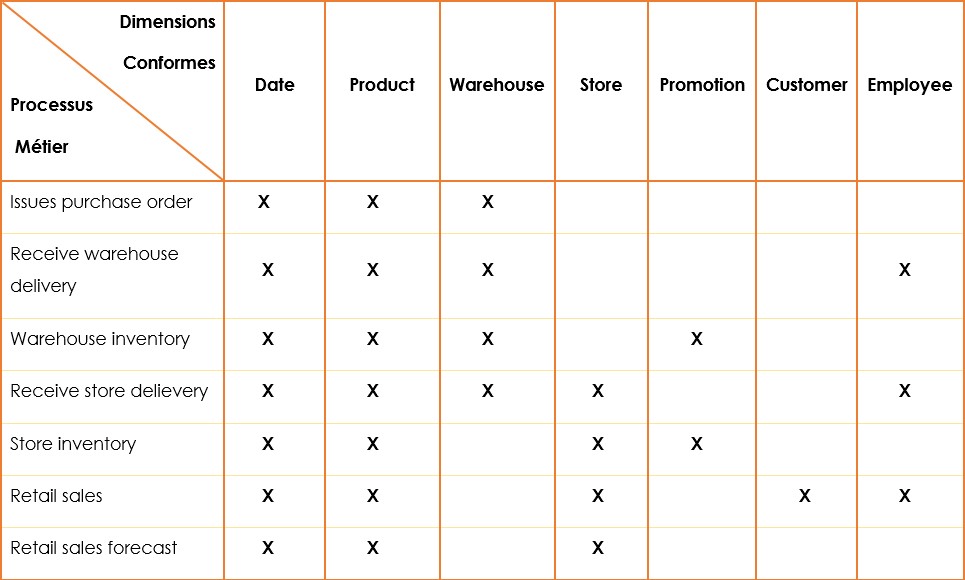 Dimensions
Conformes
Processus
Métier
Date Product Warehouse Store Promotion Customer Employee
Issues purchase order X X X
Receive warehouse
delivery X X X X
Warehouse inventory X X X X
Receive store delievery X X X X X
Store inventory X X X X
Retail sales X X X X X
Retail sales forecast X X X